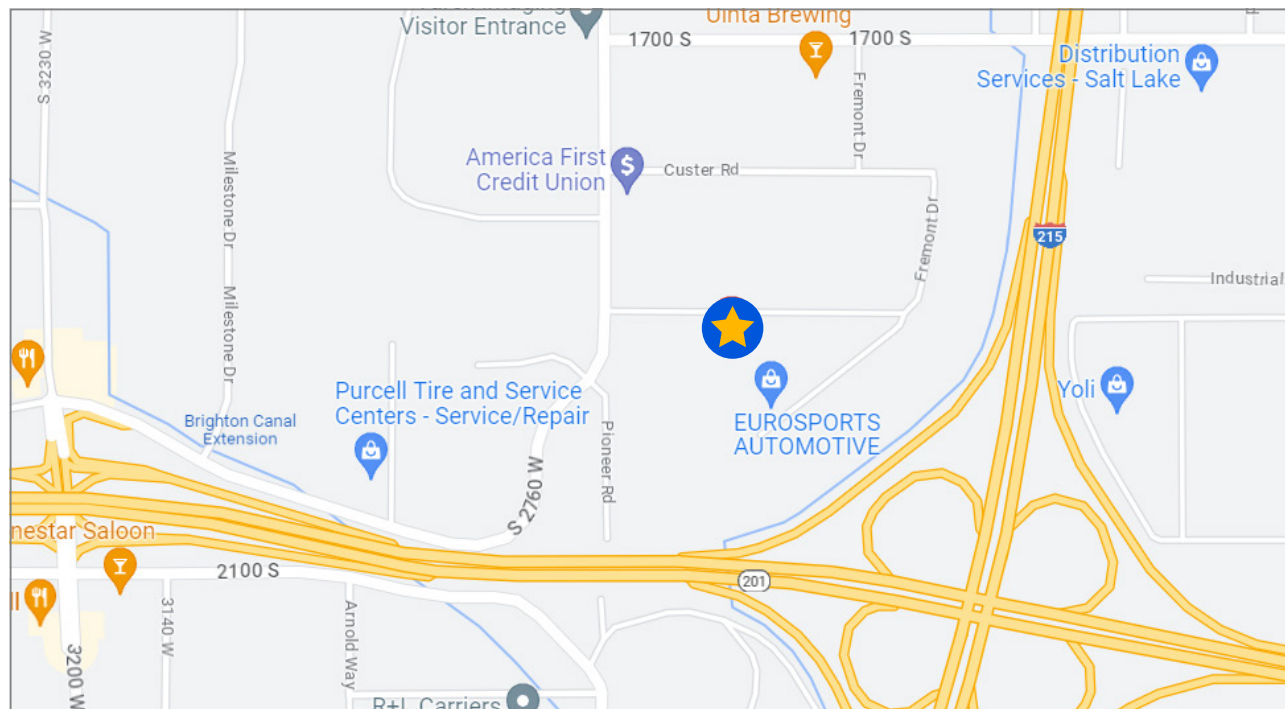 Visitor Entrance
Uinta Brewing
1700 S
1700 S
S 3230 W
Distribution
Services - Salt Lake
Fremont Dr
Milestone Dr
America First
Credit Union
$
Custer Rd
Fremont Dr
215
Industrial
Milestone Dr
Purcell Tire and Service
Centers - Service/Repair
Yoli
Brighton Canal
Extension
EUROSPORTS
AUTOMOTIVE
Pioneer Rd
S 2760 W
nestar Saloon
2100 S
201
3140 W
Arnold Way
3200 W
R+L Carriers